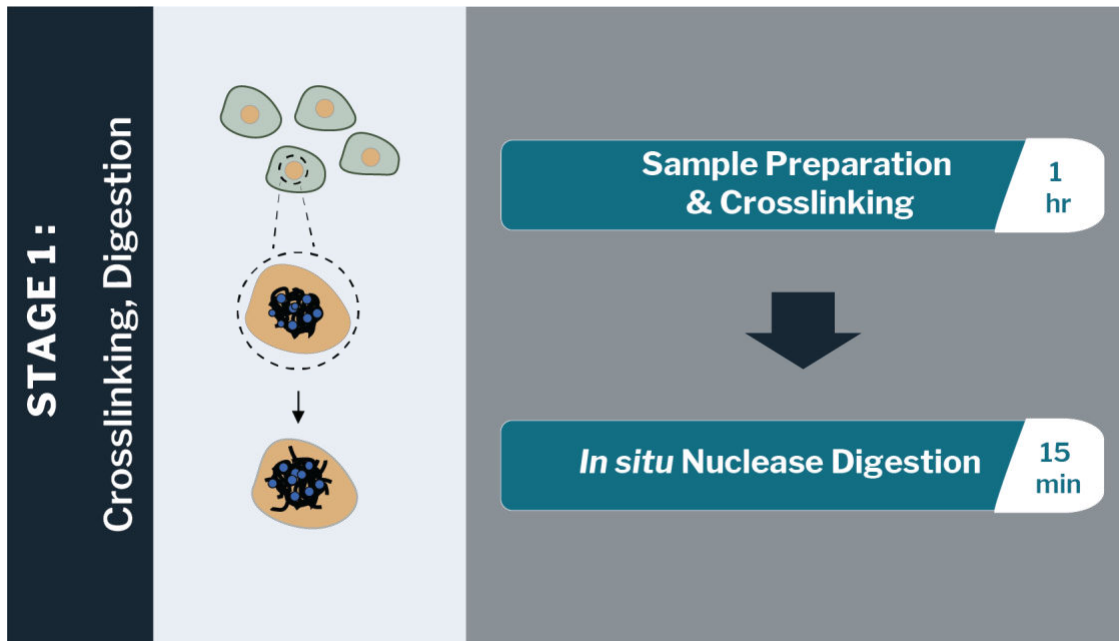 STAGE 1:
Crosslinking, Digestion
Sample Preparation
& Crosslinking
1
hr
In situ Nuclease Digestion
15
min